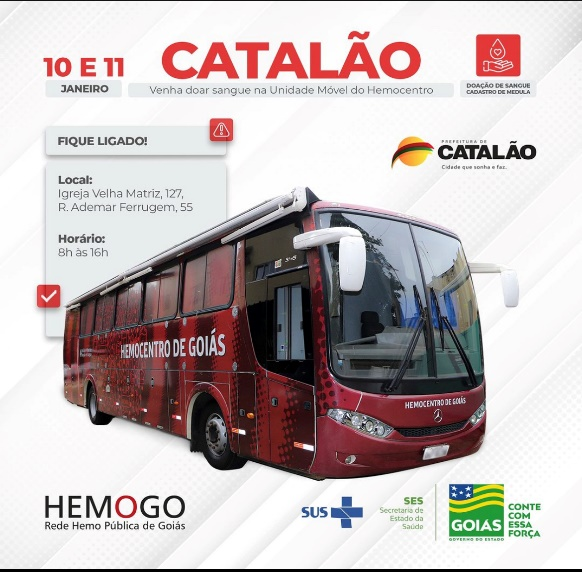 10 E 11
JANEIRO
CATALÃO
Venha doar sangue na Unidade Móvel do Hemocentro
DOAÇÃO DE SANGUE
CADASTRO DE MEDULA
FIQUE LIGADO!
Local:
Igreja Velha Matriz, 127,
R. Ademar Ferrugem, 55
Horário:
8h às 16h
PREFEITURA DE
CATALÃO
Cidade que sonha e faz.
HEMOCENTRO DE GOIÁS
HEMOCENTRO DE GOIÁS
HEMOGO
Rede Hemo Pública de Goiás
SUS
SES
Secretaria de
Estado da
Saúde
GOIÁS
GOVERNO DO ESTADO
CONTE
COM
ESSA
FORÇA